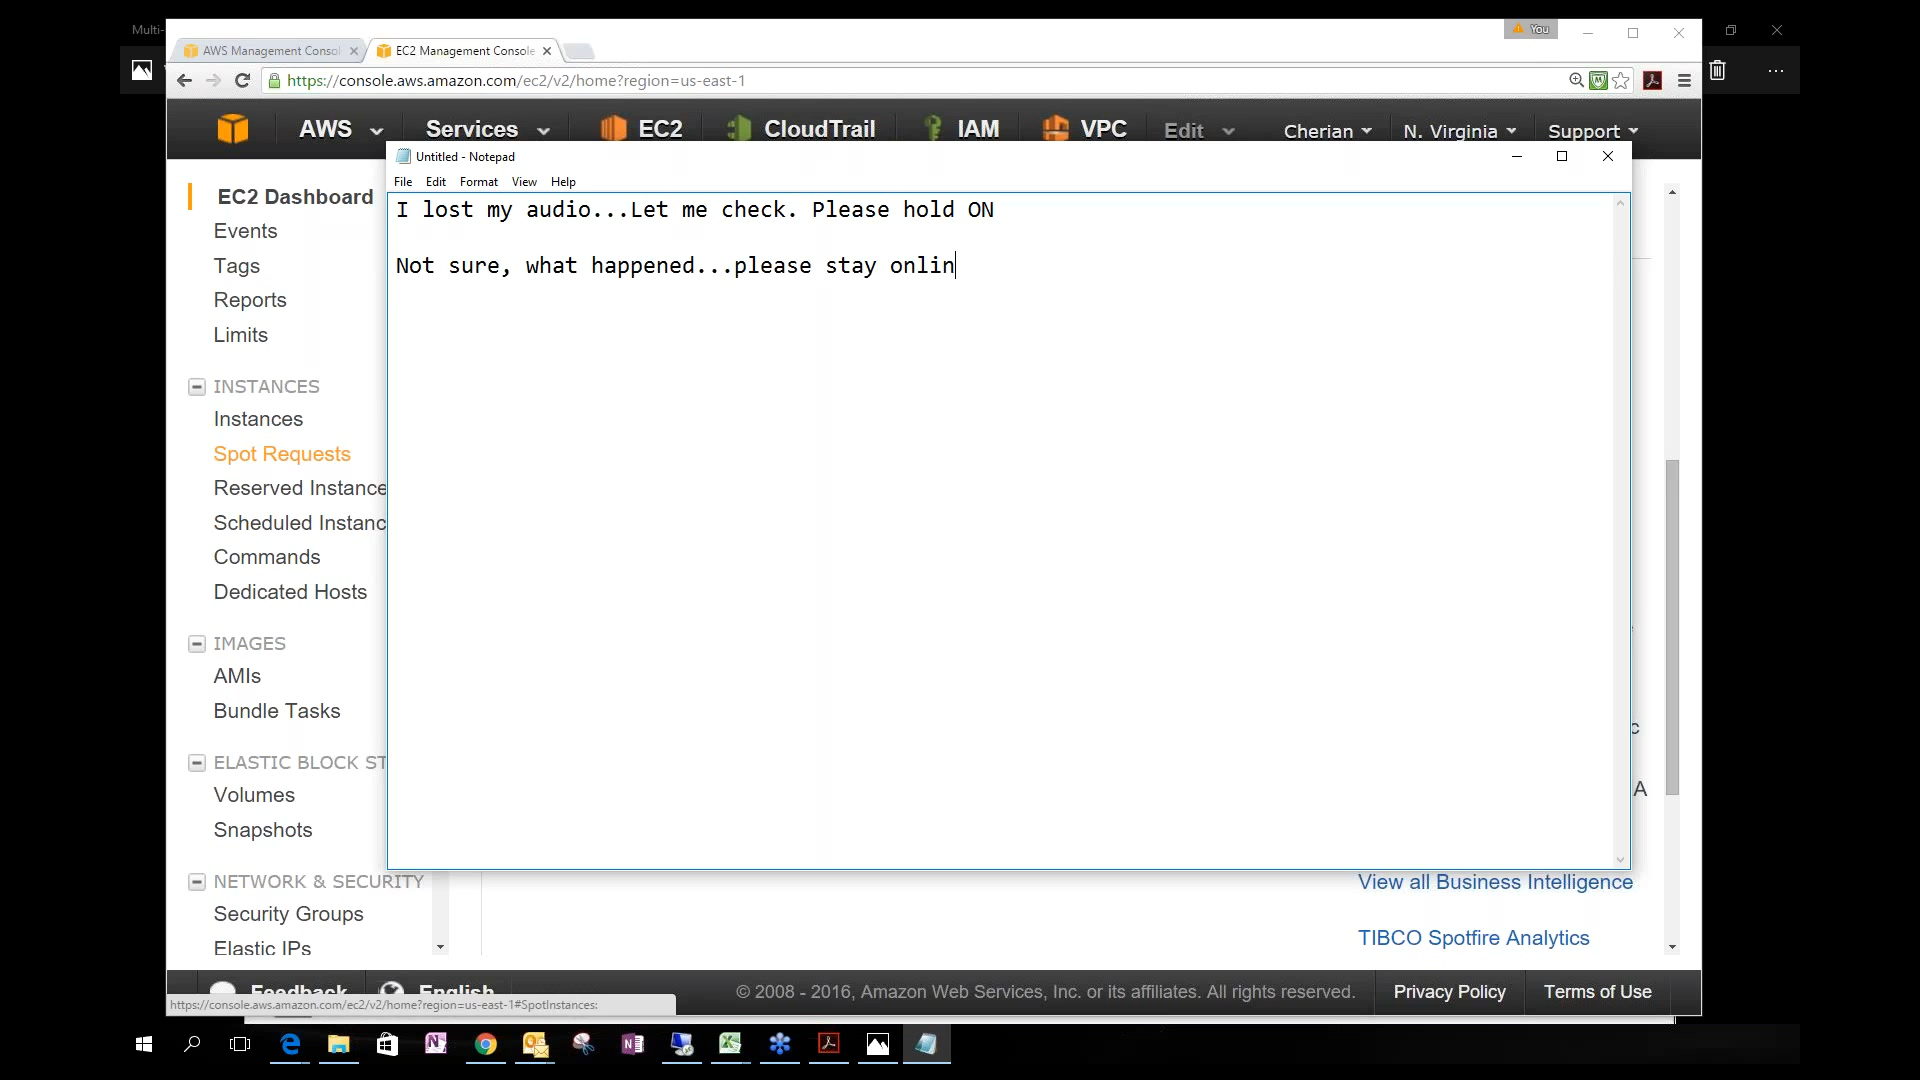 Multi-
You
AWS Management Consol
EC2 Management Console
https://console.aws.amazon.com/ec2/v2/home?region=us-east-1
AWS Services EC2 CloudTrail IAM VPC Edit Cherian N. Virginia Support
Untitled - Notepad
File Edit Format View Help
I lost my audio...Let me check. Please hold ON
Not sure, what happened...please stay onlin
EC2 Dashboard
Events
Tags
Reports
Limits
INSTANCES
Instances
Spot Requests
Reserved Instance
Scheduled Instanc
Commands
Dedicated Hosts
IMAGES
AMIs
Bundle Tasks
ELASTIC BLOCK ST
Volumes
Snapshots
NETWORK & SECURITY
Security Groups
Elastic IPs
c
A
View all Business Intelligence
TIBCO Spotfire Analytics
Feedback English
© 2008 - 2016, Amazon Web Services, Inc. or its affiliates. All rights reserved. Privacy Policy Terms of Use
https://console.aws.amazon.com/ec2/v2/home?region=us-east-1#SpotInstances: